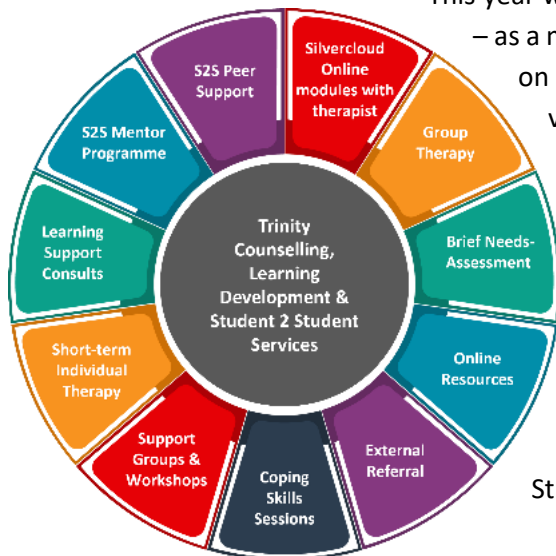 This year w
– as a r
on
v
S2S Peer
Support
Silvercloud
Online
modules with
therapist
Group
Therapy
Brief Needs-
Assessment
Online
Resources
External
Referral
Coping
Skills
Sessions
Support
Groups &
Workshops
Short-term
Individual
Therapy
Learning
Support
Consults
S2S Mentor
Programme
Trinity
Counselling,
Learning
Development &
Student 2 Student
Services
St